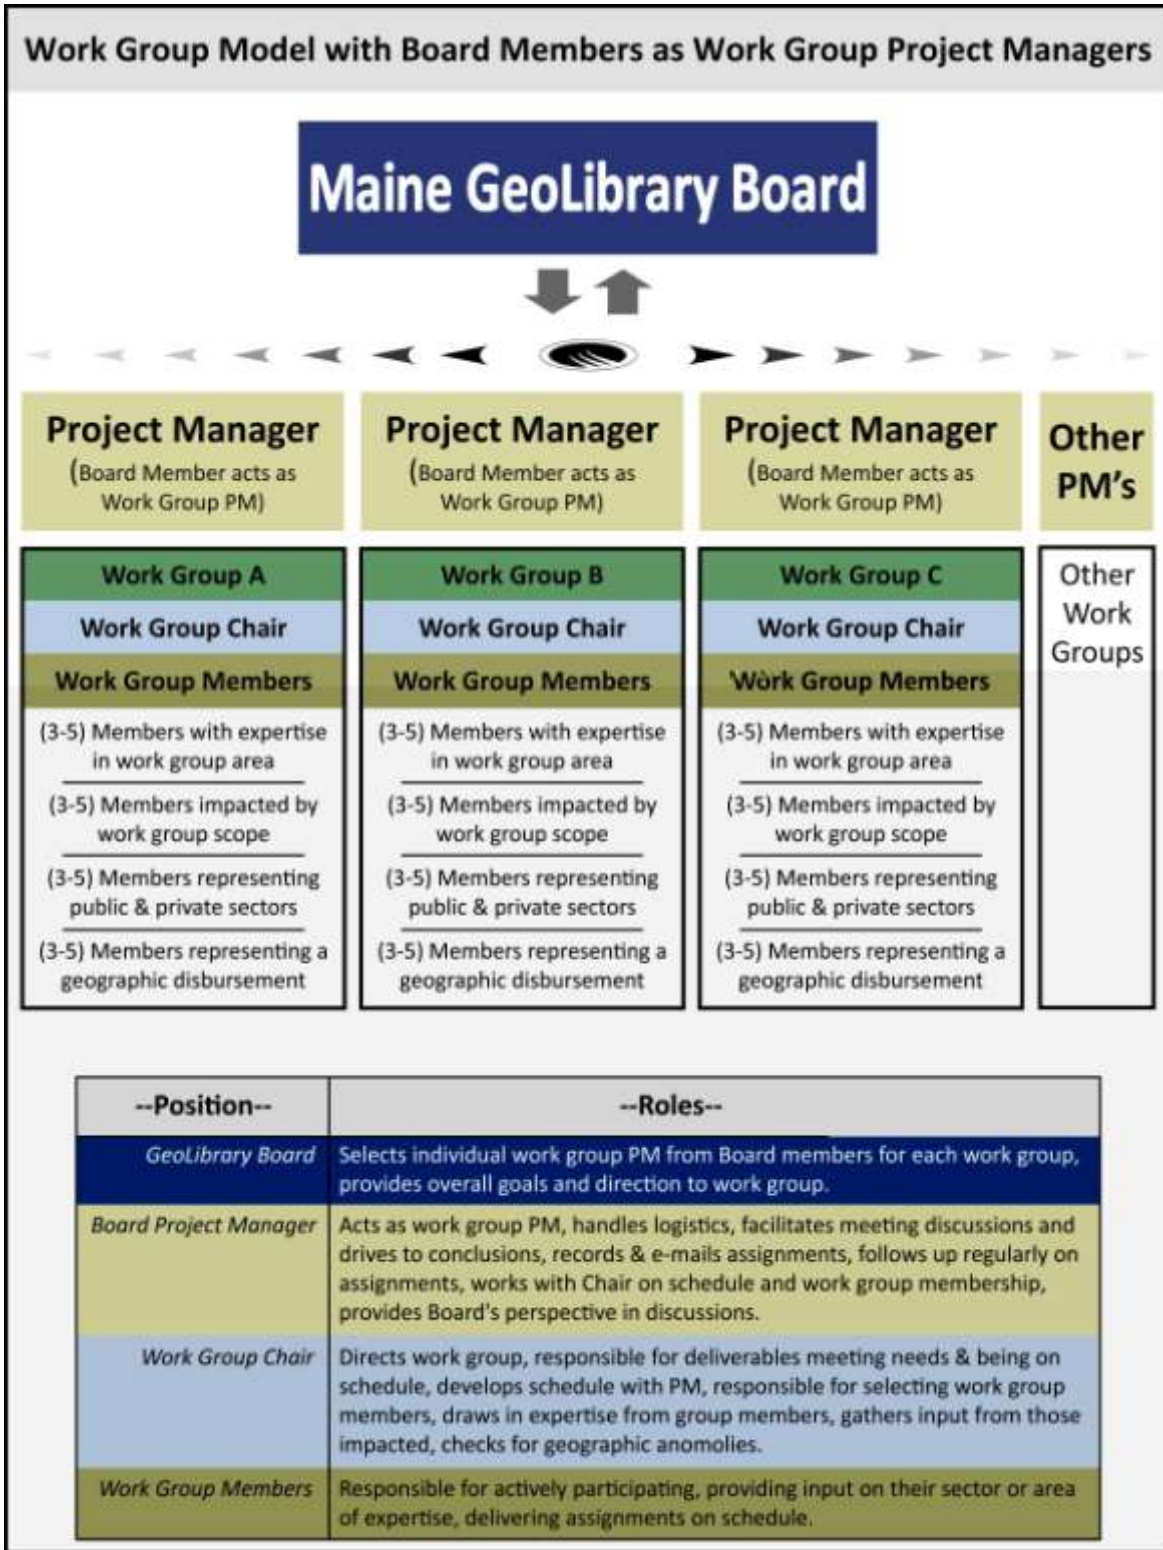 Work Group Model with Board Members as Work Group Project Managers
Maine GeoLibrary Board
Project Manager
(Board Member acts as
Work Group PM)
Project Manager
(Board Member acts as
Work Group PM)
Project Manager
(Board Member acts as
Work Group PM)
Other
PM's
Work Group A
Work Group Chair
Work Group Members
(3-5) Members with expertise
in work group area
(3-5) Members impacted by
work group scope
(3-5) Members representing
public & private sectors
(3-5) Members representing a
geographic disbursement
Work Group B
Work Group Chair
Work Group Members
(3-5) Members with expertise
in work group area
(3-5) Members impacted by
work group scope
(3-5) Members representing
public & private sectors
(3-5) Members representing a
geographic disbursement
Work Group C
Work Group Chair
Work Group Members
(3-5) Members with expertise
in work group area
(3-5) Members impacted by
work group scope
(3-5) Members representing
public & private sectors
(3-5) Members representing a
geographic disbursement
Other
Work
Groups
--Position--
--Roles--
GeoLibrary Board
Selects individual work group PM from Board members for each work group,
provides overall goals and direction to work group.
Board Project Manager
Acts as work group PM, handles logistics, facilitates meeting discussions and
drives to conclusions, records & e-mails assignments, follows up regularly on
assignments, works with Chair on schedule and work group membership,
provides Board's perspective in discussions.
Work Group Chair
Directs work group, responsible for deliverables meeting needs & being on
schedule, develops schedule with PM, responsible for selecting work group
members, draws in expertise from group members, gathers input from those
impacted, checks for geographic anomolies.
Work Group Members
Responsible for actively participating, providing input on their sector or area
of expertise, delivering assignments on schedule.